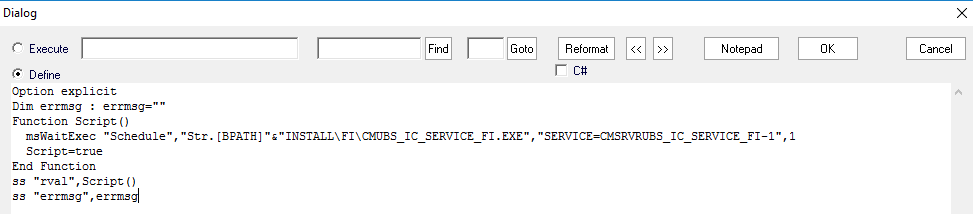 Dialog
Execute Find Goto Reformat << >> Notepad OK Cancel
Define C#
Option explicit
Dim errmsg : errmsg=""
Function Script()
  msWaitExec "Schedule","Str.[BPATH]"&"INSTALL\FI\CMUBS_IC_SERVICE_FI.EXE","SERVICE=CMSRVRUBS_IC_SERVICE_FI-1",1
  Script=true
End Function
ss "rval",Script()
ss "errmsg",errmsg